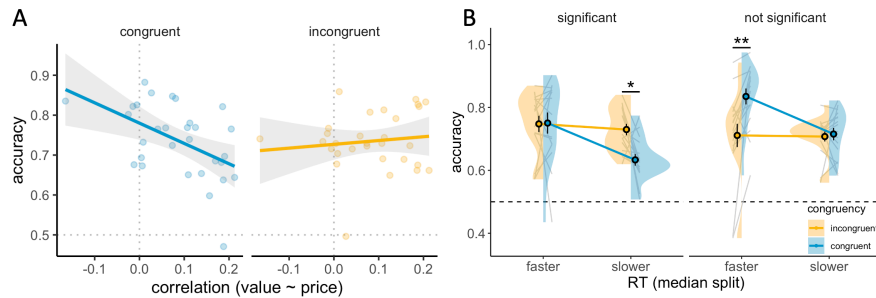 A
congruent
incongruent
accuracy
0.9
0.8
0.7
0.6
0.5
-0.1 0.0 0.1 0.2
-0.1 0.0 0.1 0.2
correlation (value ~ price)
B
significant
not significant
accuracy
1.0
0.8
0.6
0.4
*
**
congruency
incongruent
congruent
faster slower
faster slower
RT (median split)